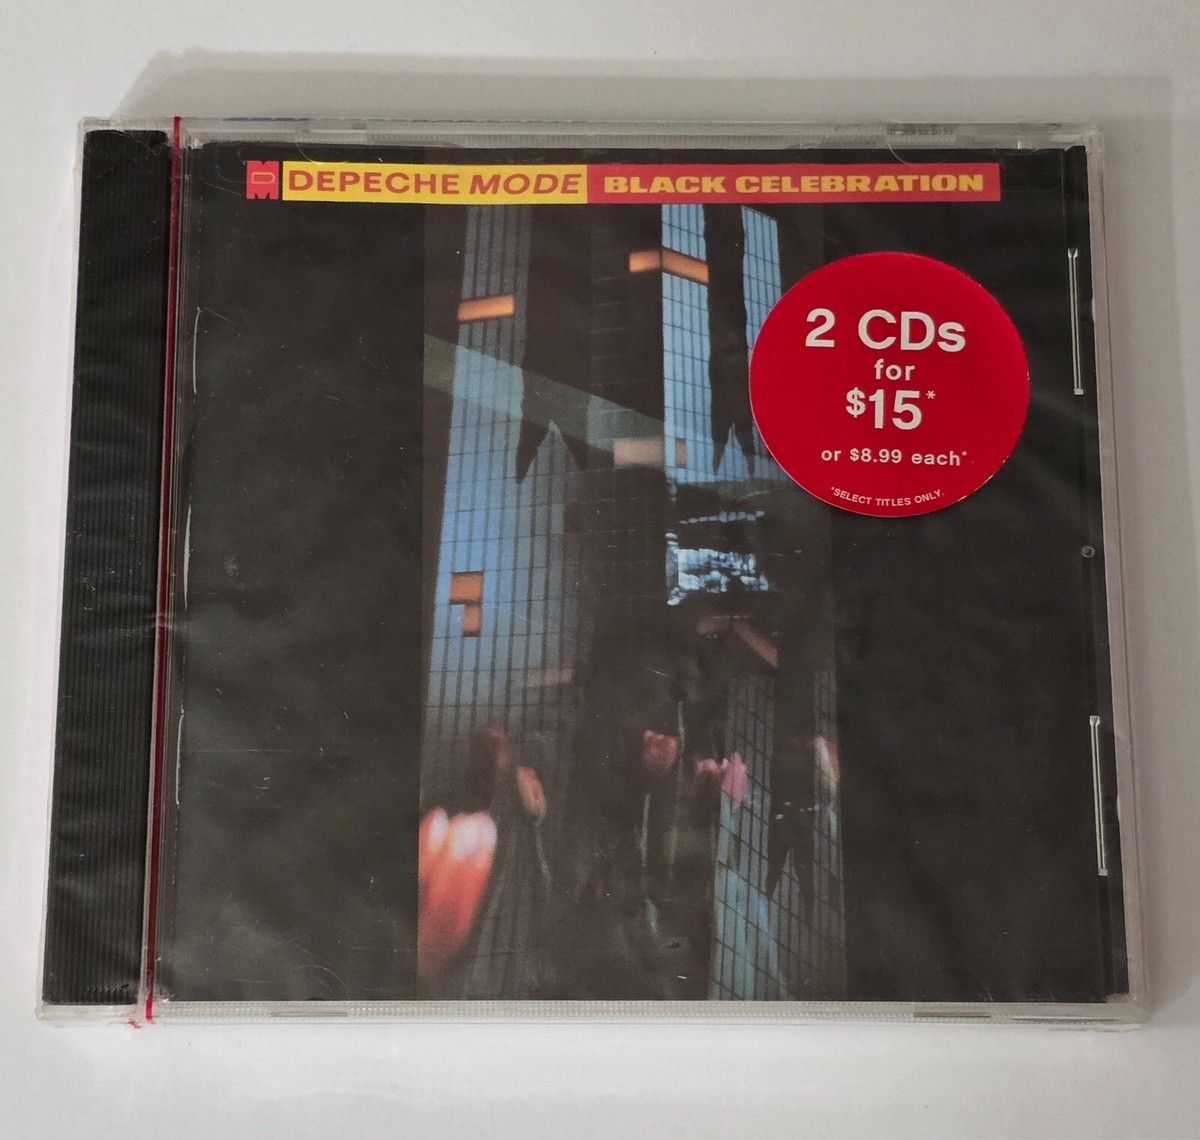 M
D
M
DEPECHE MODE BLACK CELEBRATION
2 CDs
for
$15*
or $8.99 each*
*SELECT TITLES ONLY.